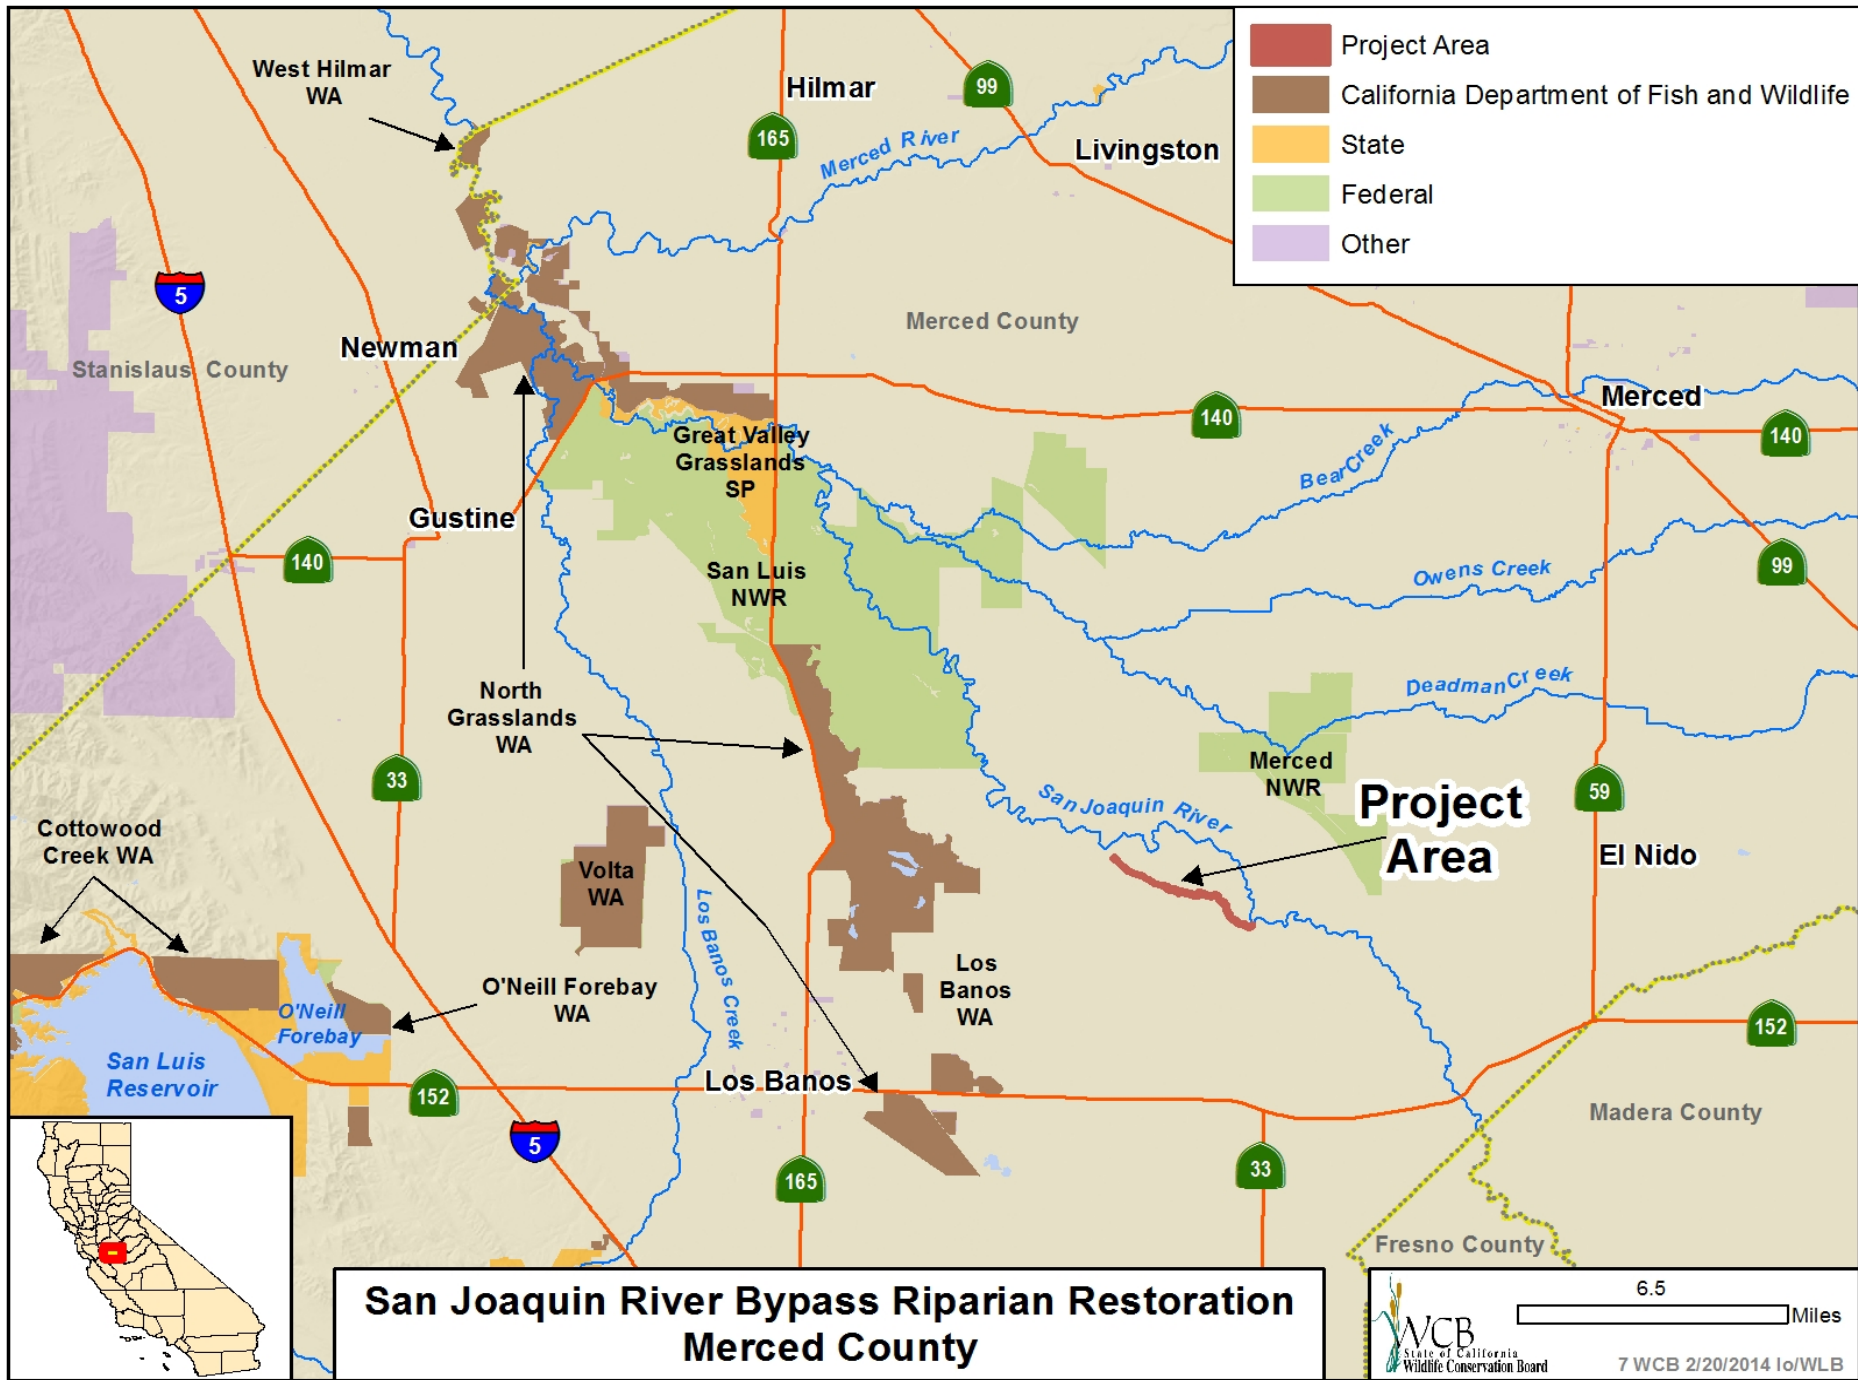 Project Area
California Department of Fish and Wildlife
State
Federal
Other
West Hilmar
WA
Hilmar
99
165
Merced River
Livingston
5
Merced County
Newman
Stanislaus County
Merced
140
140
Bear Creek
Great Valley
Grasslands
SP
Gustine
140
99
San Luis
NWR
Owens Creek
Deadman Creek
North
Grasslands
WA
33
Merced
NWR
59
San Joaquin River
Project
Area
Cottowood
Creek WA
El Nido
Volta
WA
Los Banos Creek
Los
Banos
WA
O'Neill Forebay
WA
O'Neill
Forebay
San Luis
Reservoir
152
Los Banos
152
Madera County
5
165
33
Fresno County
San Joaquin River Bypass Riparian Restoration
Merced County
6.5
Miles
WCB
State of California
Wildlife Conservation Board
7 WCB 2/20/2014 lo/WLB